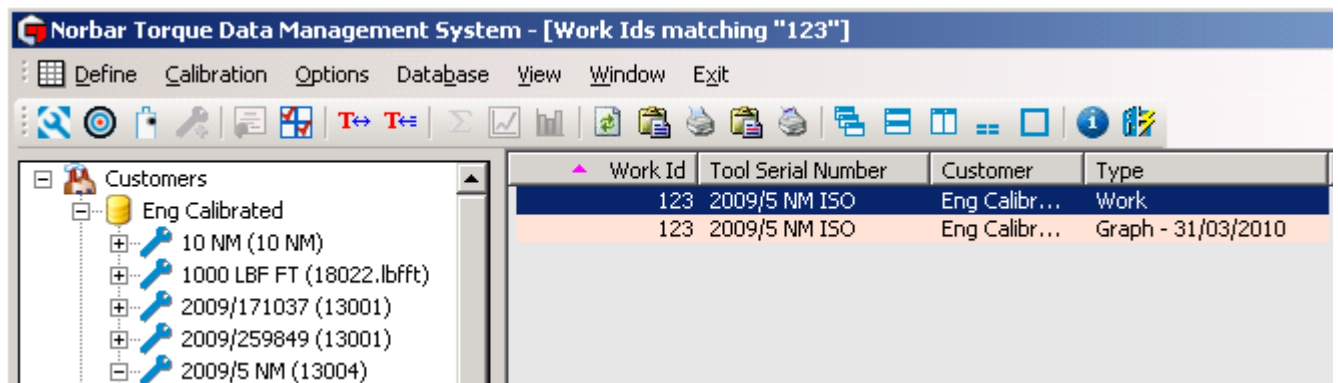 Norbar Torque Data Management System - [Work Ids matching "123"]
Define Calibration Options Database View Window Exit
Customers
Eng Calibrated
10 NM (10 NM)
1000 LBF FT (18022.lbfft)
2009/171037 (13001)
2009/259849 (13001)
2009/5 NM (13004)
Work Id Tool Serial Number Customer Type
123 2009/5 NM ISO Eng Calibr... Work
123 2009/5 NM ISO Eng Calibr... Graph - 31/03/2010